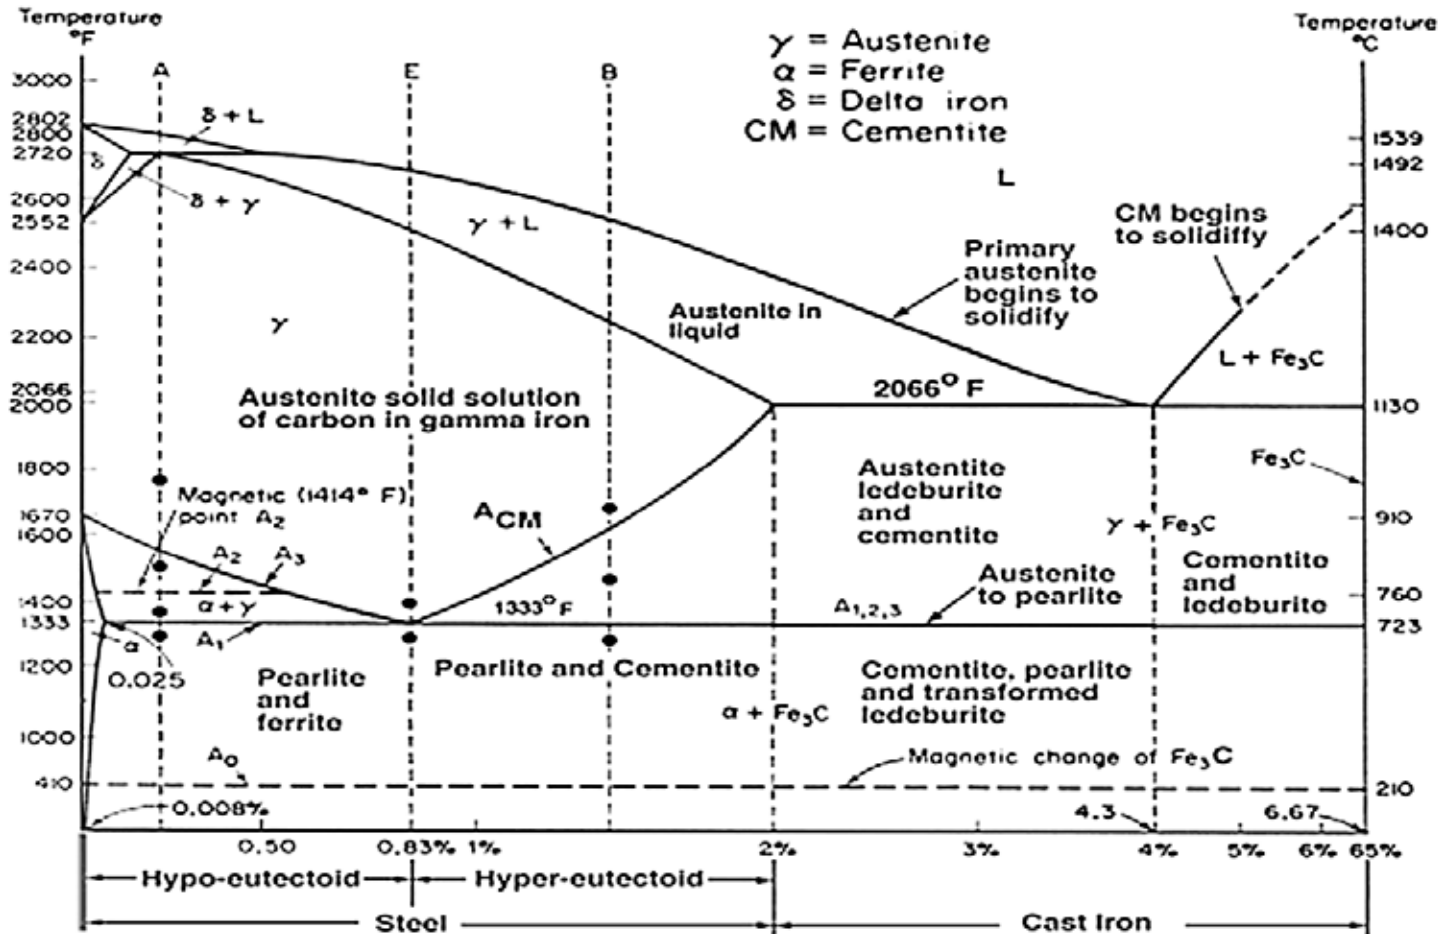 Temperature
°F
Temperature
°C
γ = Austenite
α = Ferrite
δ = Delta iron
CM = Cementite
A
E
B
3000
2802
2800
2720
2600
2552
2400
2200
2066
2000
1800
1670
1600
1400
1333
1200
1000
410
1539
1492
1400
1130
910
760
723
210
δ + L
δ
δ + γ
γ + L
L
CM begins
to solidiffy
Primary
austenite
begins to
solidify
Austenite in
liquid
γ
L + Fe₃C
2066° F
Austenite solid solution
of carbon in gamma iron
Austentite
ledeburite
and
cementite
Fe₃C
Magnetic (1414° F)
point A₂
A_CM
γ + Fe₃C
A₂
A₃
Cementite
and
ledeburite
Austenite
to pearlite
α+γ
1333° F
A₁,₂,₃
α
A₁
0.025
Pearlite
and
ferrite
Pearlite and Cementite
Cementite, pearlite
and transformed
ledeburite
α + Fe₃C
A₀
Magnetic change of Fe₃C
0.008%
4.3
6.67
0.50
0.83%
1%
2%
3%
4%
5%
6%
65%
Hypo-eutectoid
Hyper-eutectoid
Steel
Cast Iron